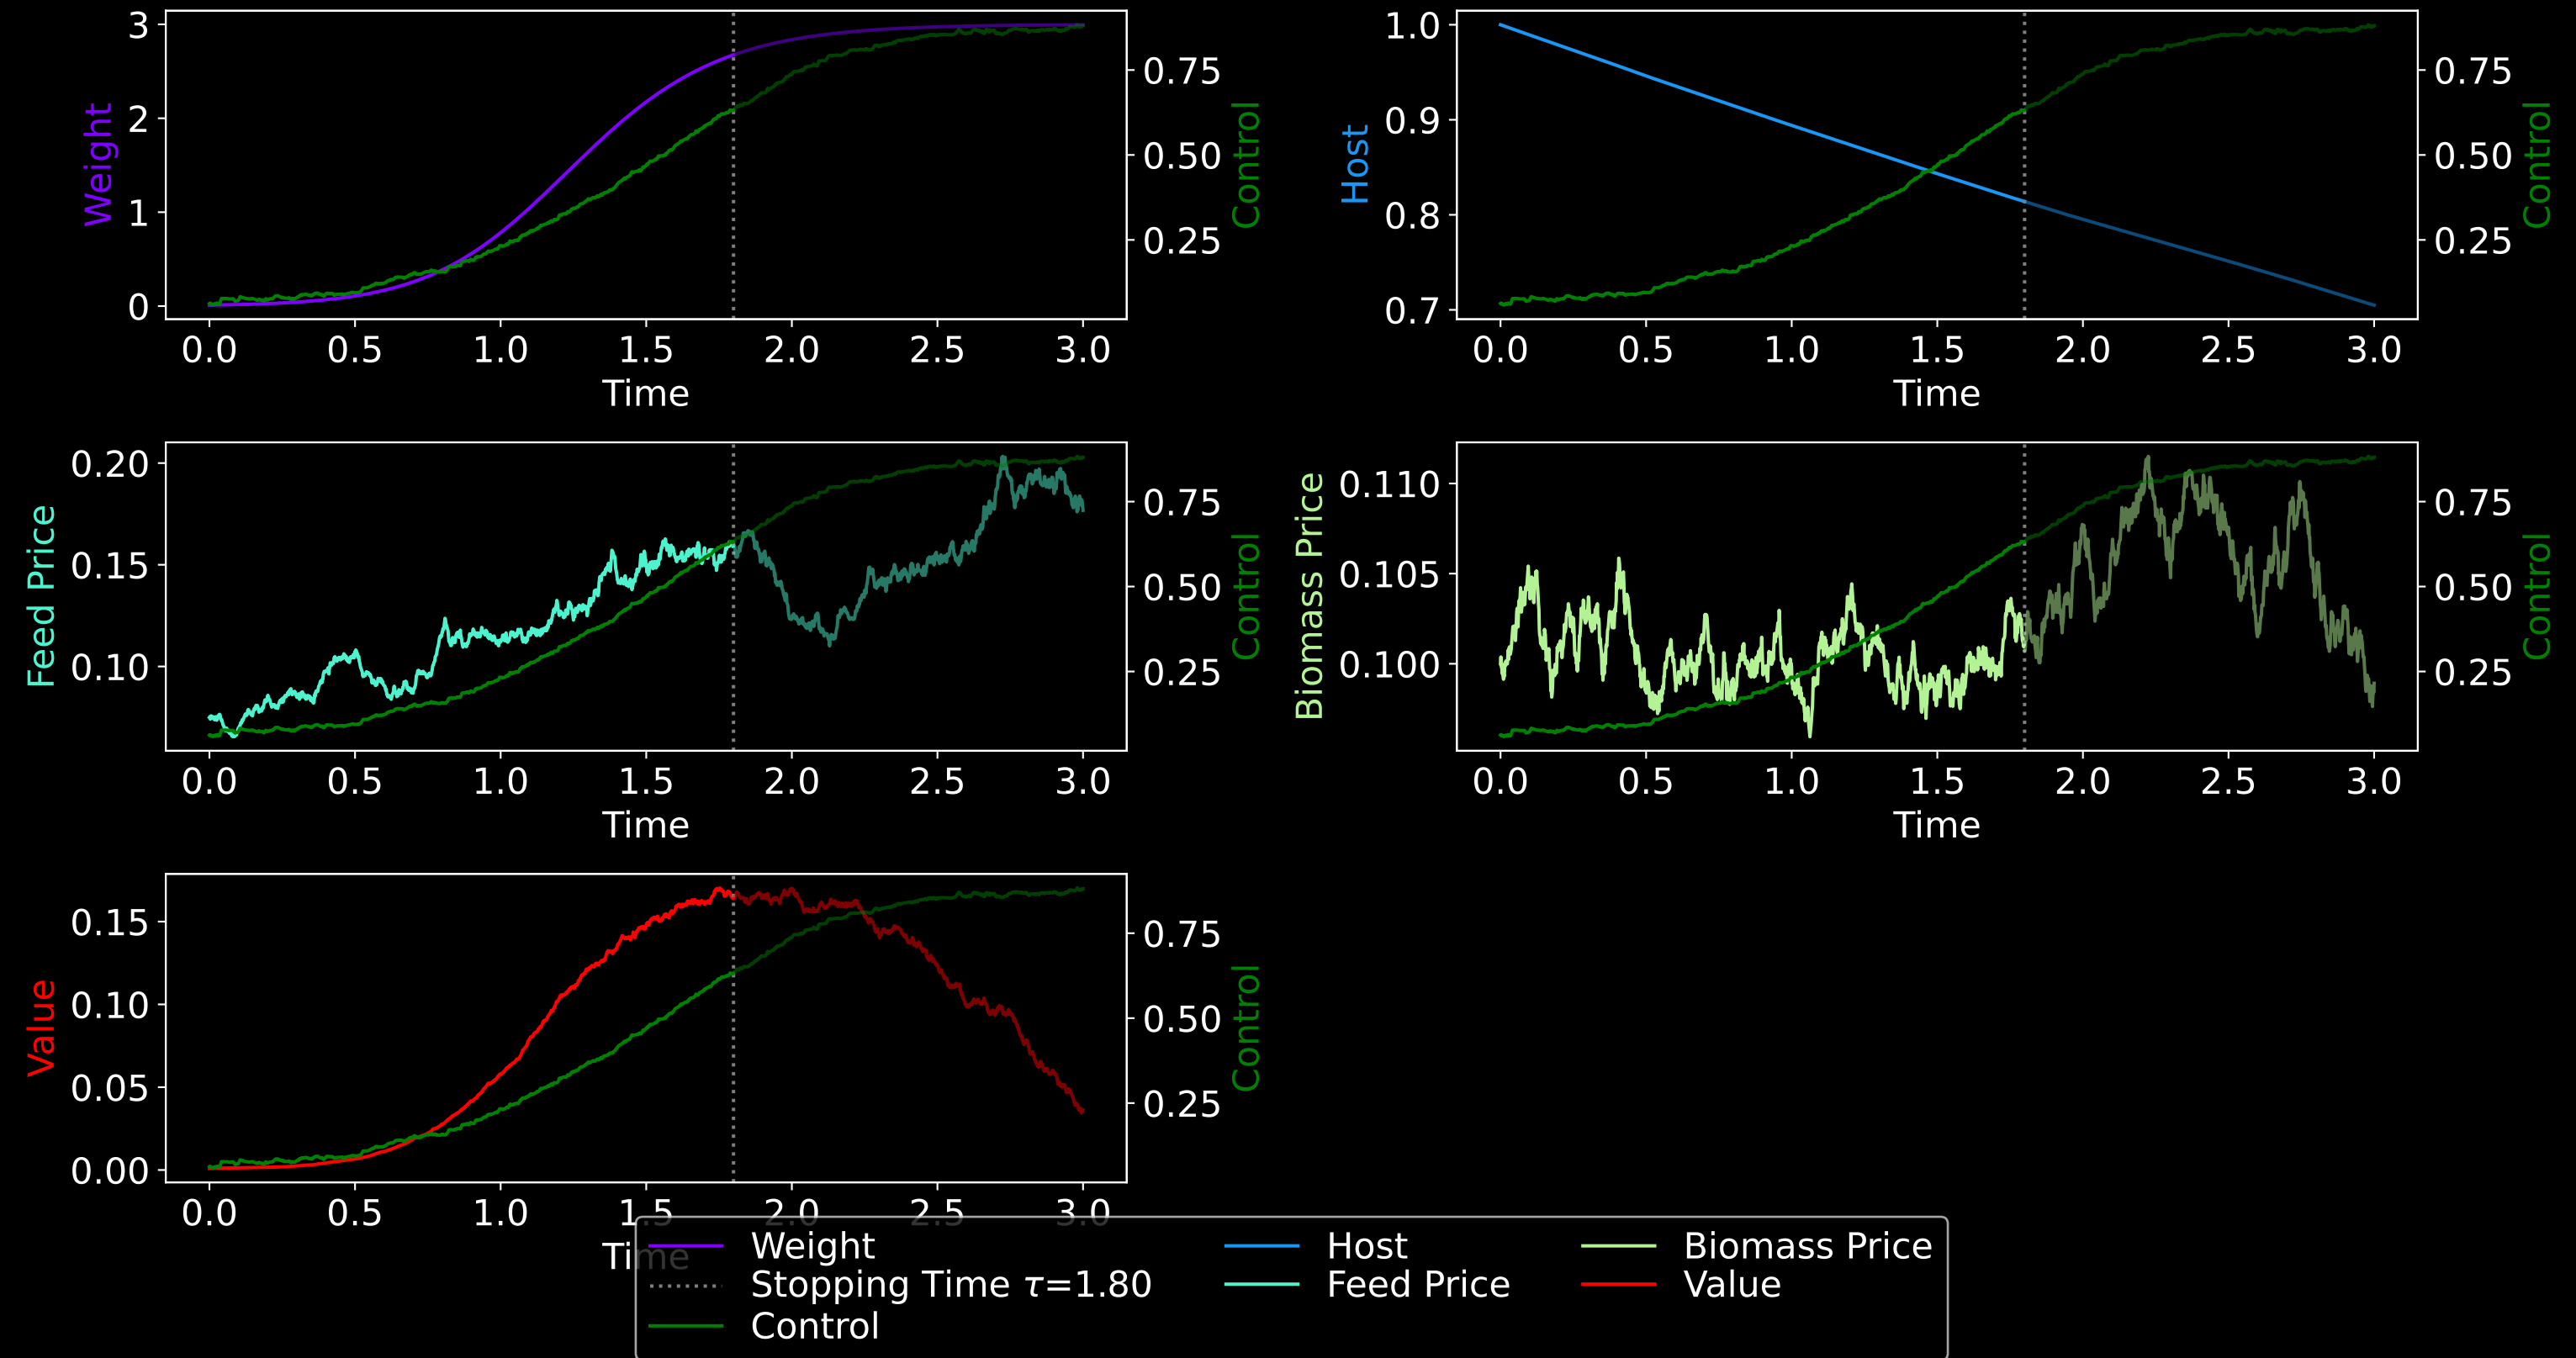 3
2
1
0
Weight
0.75
0.50
0.25
Control
0.0 0.5 1.0 1.5 2.0 2.5 3.0
Time
1.0
0.9
0.8
0.7
Host
0.75
0.50
0.25
Control
0.0 0.5 1.0 1.5 2.0 2.5 3.0
Time
0.20
0.15
0.10
Feed Price
0.75
0.50
0.25
Control
0.0 0.5 1.0 1.5 2.0 2.5 3.0
Time
0.110
0.105
0.100
Biomass Price
0.75
0.50
0.25
Control
0.0 0.5 1.0 1.5 2.0 2.5 3.0
Time
0.15
0.10
0.05
0.00
Value
0.75
0.50
0.25
Control
0.0 0.5 1.0 1.5 2.0 2.5 3.0
Time
Weight
Stopping Time τ=1.80
Control
Host
Feed Price
Biomass Price
Value